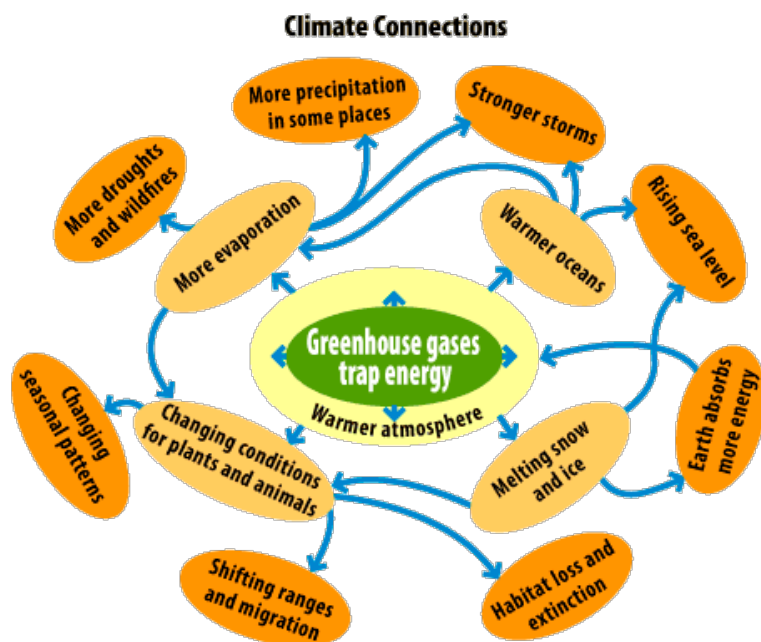 Climate Connections
More precipitation
in some places
Stronger storms
More droughts
and wildfires
More evaporation
Warmer oceans
Rising sea level
Greenhouse gases
trap energy
Warmer atmosphere
Changing
seasonal patterns
Changing conditions
for plants and animals
Melting snow
and ice
Earth absorbs
more energy
Shifting ranges
and migration
Habitat loss and
extinction